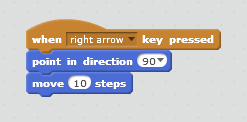 when right arrow key pressed
point in direction 90
move 10 steps